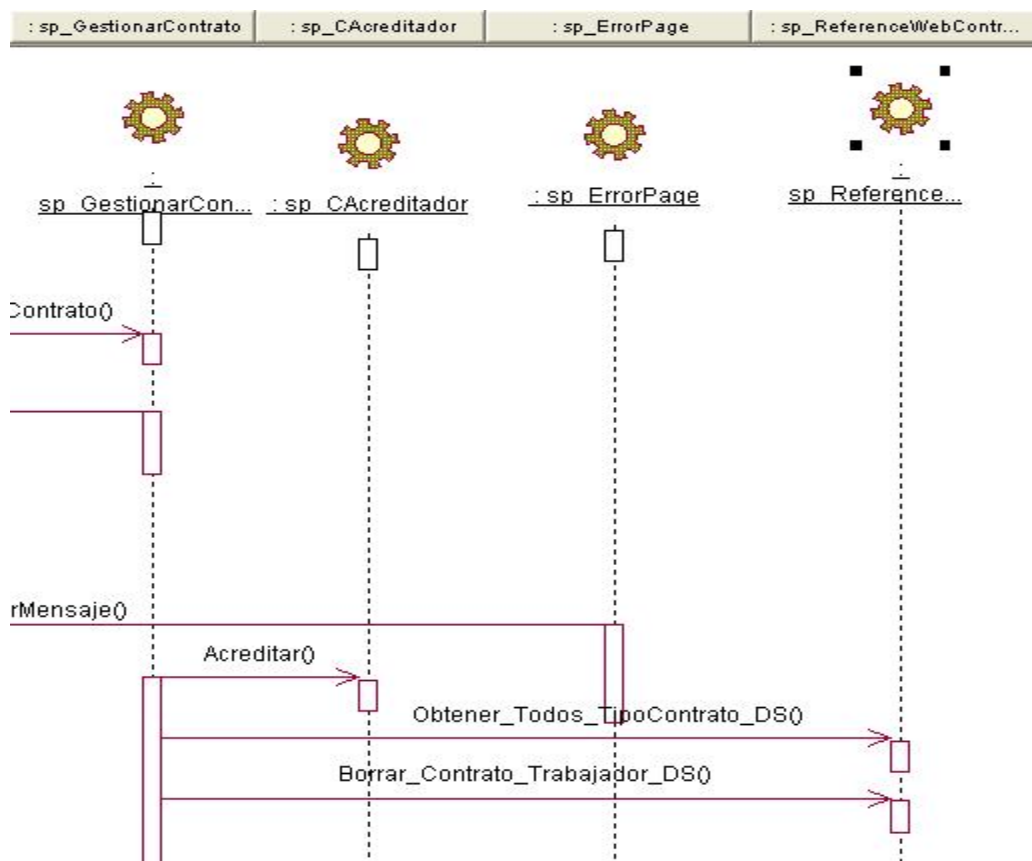 : sp_GestionarContrato : sp_CAcreditador : sp_ErrorPage : sp_ReferenceWebContr...
:
sp_GestionarCon...
: sp_CAcreditador
: sp_ErrorPage
:
sp_Reference...
Contrato()
rMensaje()
Acreditar()
Obtener_Todos_TipoContrato_DS()
Borrar_Contrato_Trabajador_DS()